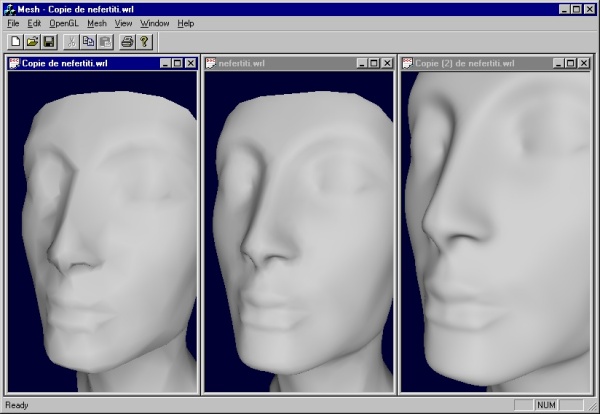 Mesh - Copie de nefertiti.wrl
File Edit OpenGL Mesh View Window Help
Copie de nefertiti.wrl
nefertiti.wrl
Copie [2] de nefertiti.wrl
Ready
NUM